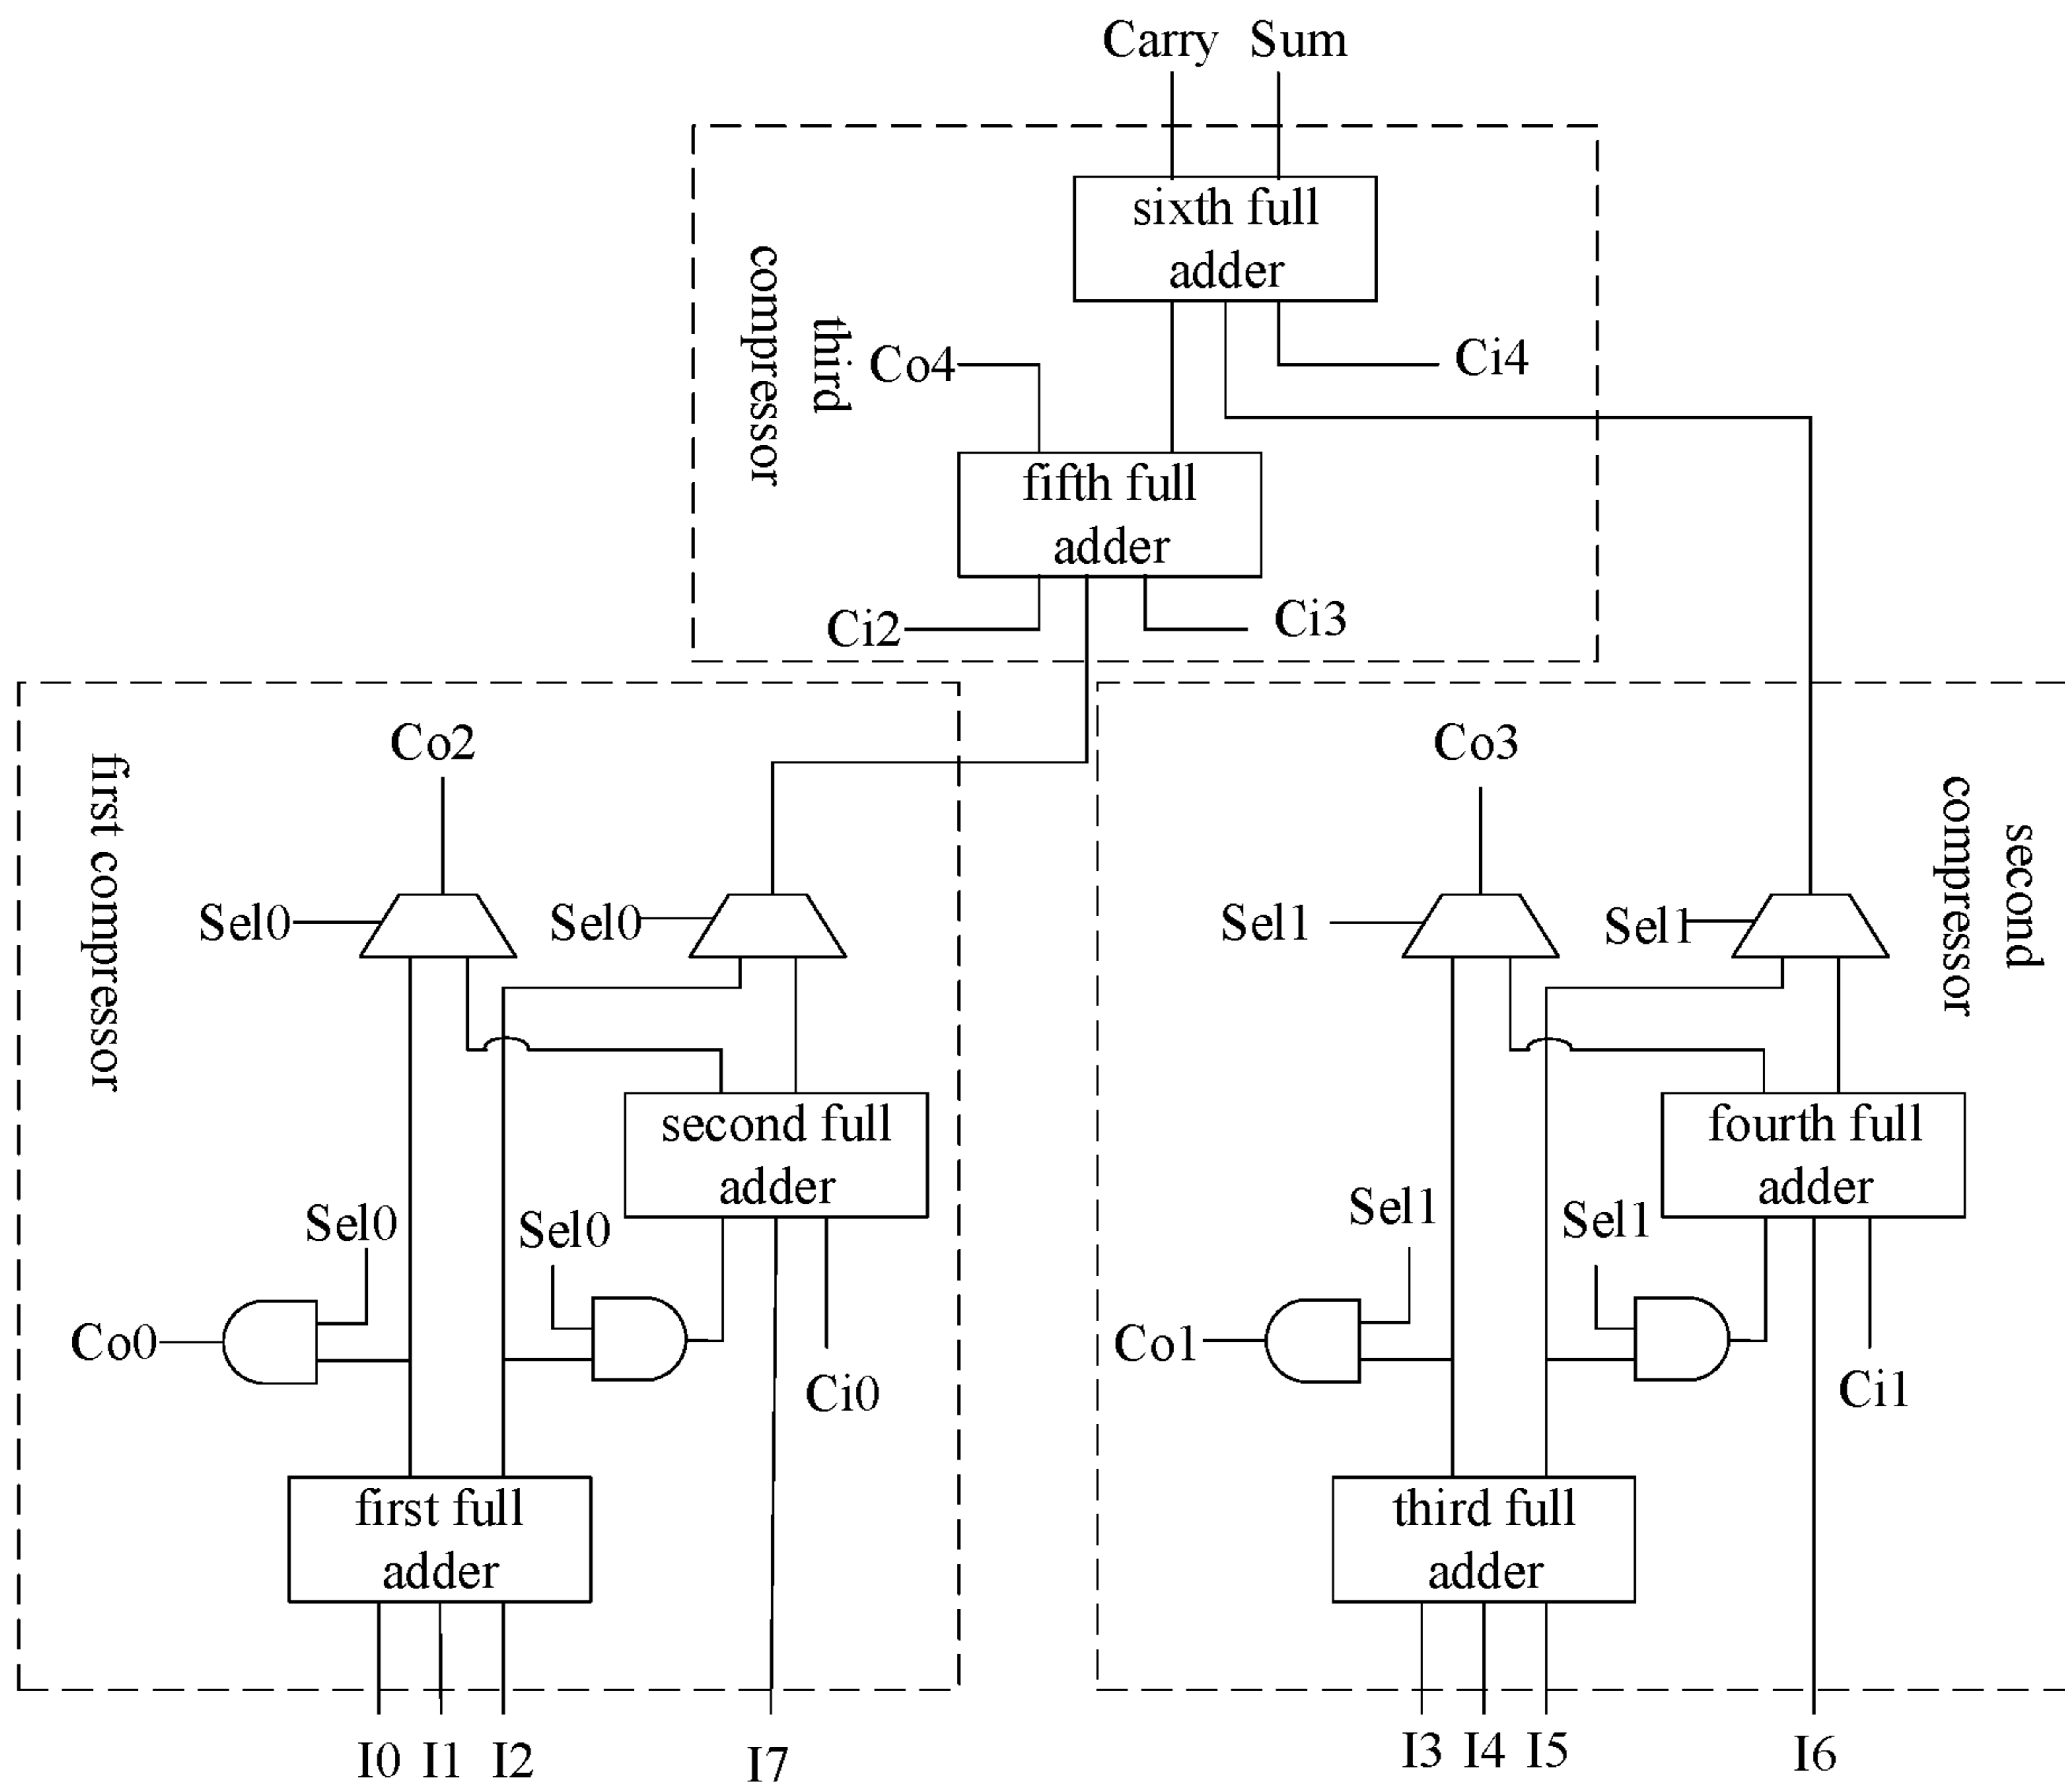 Carry Sum
sixth full
adder
third
compressor
Co4
Ci4
fifth full
adder
Ci2
Ci3
first compressor
Co2
Sel0
Sel0
second full
adder
Sel0
Sel0
Co0
Ci0
first full
adder
I0 I1 I2 I7
second
compressor
Co3
Sel1
Sel1
fourth full
adder
Sel1
Sel1
Co1
Ci1
third full
adder
I3 I4 I5 I6